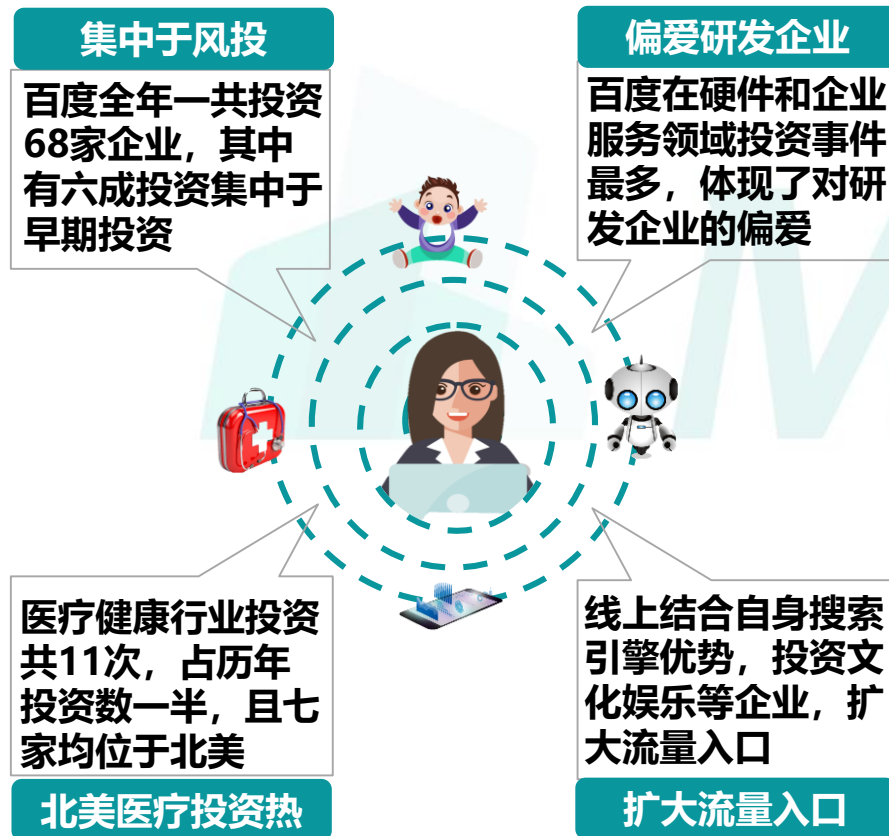 集中于风投
百度全年一共投资
68家企业，其中
有六成投资集中于
早期投资
偏爱研发企业
百度在硬件和企业
服务领域投资事件
最多，体现了对研
发企业的偏爱
医疗健康行业投资
共11次，占历年
投资数一半，且七
家均位于北美
北美医疗投资热
线上结合自身搜索
引擎优势，投资文
化娱乐等企业，扩
大流量入口
扩大流量入口